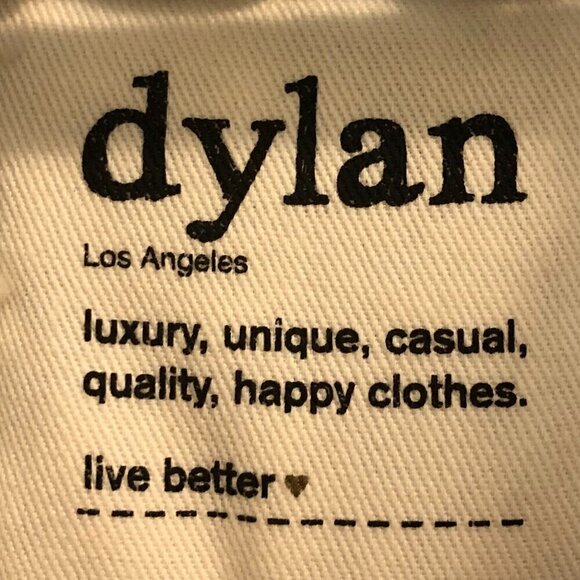 dylan
Los Angeles
luxury, unique, casual,
quality, happy clothes.
live better ♥